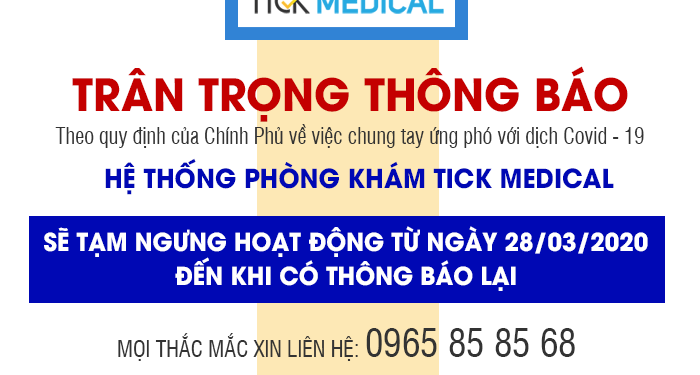 TICK MEDICAL
TRÂN TRỌNG THÔNG BÁO
Theo quy định của Chính Phủ về việc chung tay ứng phó với dịch Covid - 19
HỆ THỐNG PHÒNG KHÁM TICK MEDICAL
SẼ TẠM NGƯNG HOẠT ĐỘNG TỪ NGÀY 28/03/2020
ĐẾN KHI CÓ THÔNG BÁO LẠI
MỌI THẮC MẮC XIN LIÊN HỆ: 0965 85 85 68